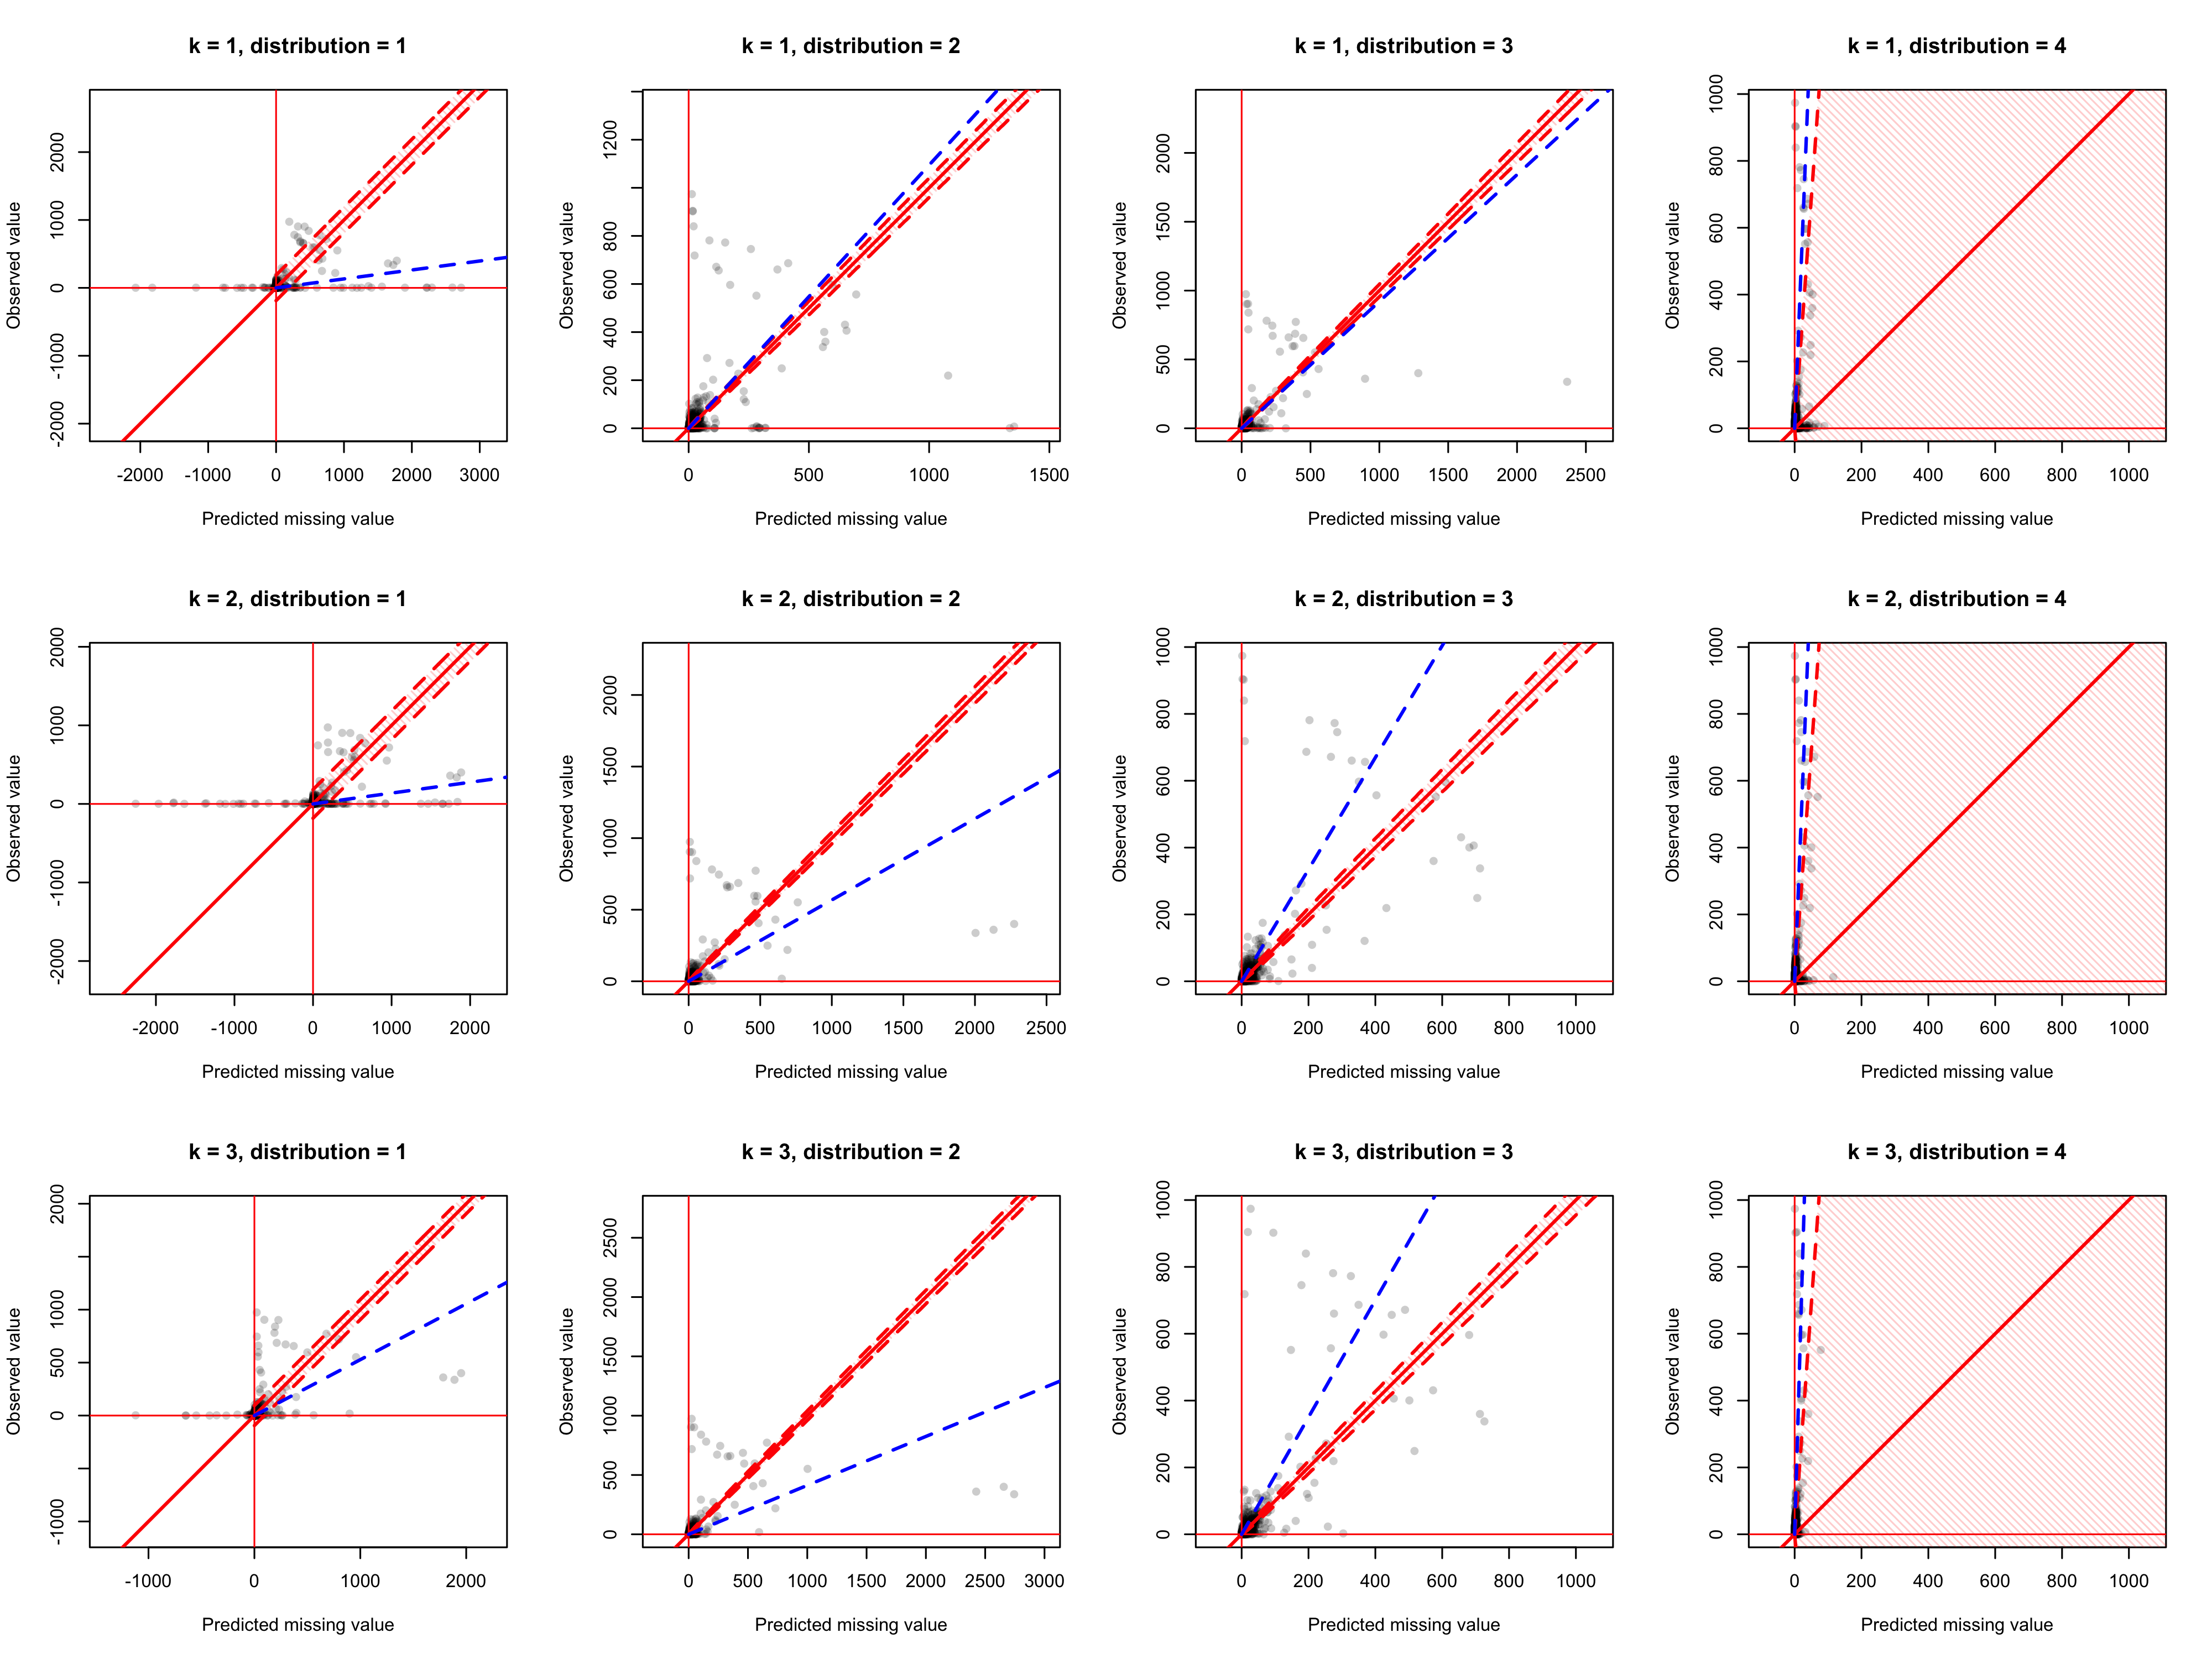 k = 1, distribution = 1
Observed value
2000
1000
0
-1000
-2000
-2000 -1000 0 1000 2000 3000
Predicted missing value
k = 1, distribution = 2
Observed value
1200
800
600
400
200
0
0 500 1000 1500
Predicted missing value
k = 1, distribution = 3
Observed value
2000
1500
1000
500
0
0 500 1000 1500 2000 2500
Predicted missing value
k = 1, distribution = 4
Observed value
1000
800
600
400
200
0
0 200 400 600 800 1000
Predicted missing value
k = 2, distribution = 1
Observed value
2000
1000
0
-1000
-2000
-2000 -1000 0 1000 2000
Predicted missing value
k = 2, distribution = 2
Observed value
2000
1500
1000
500
0
0 500 1000 1500 2000 2500
Predicted missing value
k = 2, distribution = 3
Observed value
1000
800
600
400
200
0
0 200 400 600 800 1000
Predicted missing value
k = 2, distribution = 4
Observed value
1000
800
600
400
200
0
0 200 400 600 800 1000
Predicted missing value
k = 3, distribution = 1
Observed value
2000
1000
500
0
-1000
-1000 0 1000 2000
Predicted missing value
k = 3, distribution = 2
Observed value
2500
2000
1500
1000
500
0
0 500 1000 1500 2000 2500 3000
Predicted missing value
k = 3, distribution = 3
Observed value
1000
800
600
400
200
0
0 200 400 600 800 1000
Predicted missing value
k = 3, distribution = 4
Observed value
1000
800
600
400
200
0
0 200 400 600 800 1000
Predicted missing value